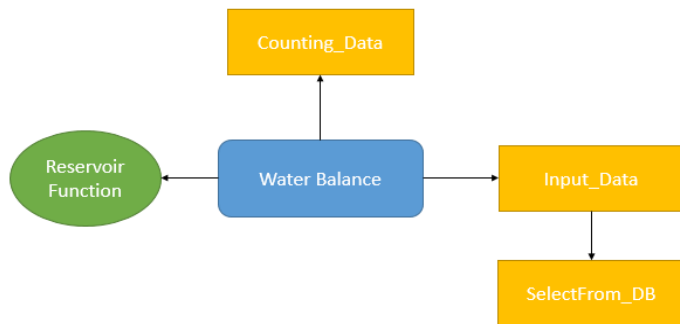 Counting_Data
Reservoir
Function
Water Balance
Input_Data
SelectFrom_DB